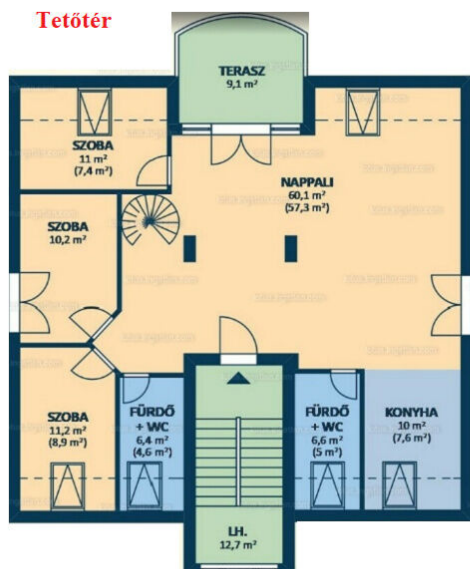 Tetőtér
TERASZ
9,1 m²
SZOBA
11 m²
(7,4 m²)
NAPPALI
60,1 m²
(57,3 m²)
SZOBA
10,2 m²
SZOBA
11,2 m²
(8,9 m²)
FÜRDŐ
+ WC
6,4 m²
(4,6 m²)
FÜRDŐ
+ WC
6,6 m²
(5 m²)
KONYHA
10 m²
(7,6 m²)
LH.
12,7 m²